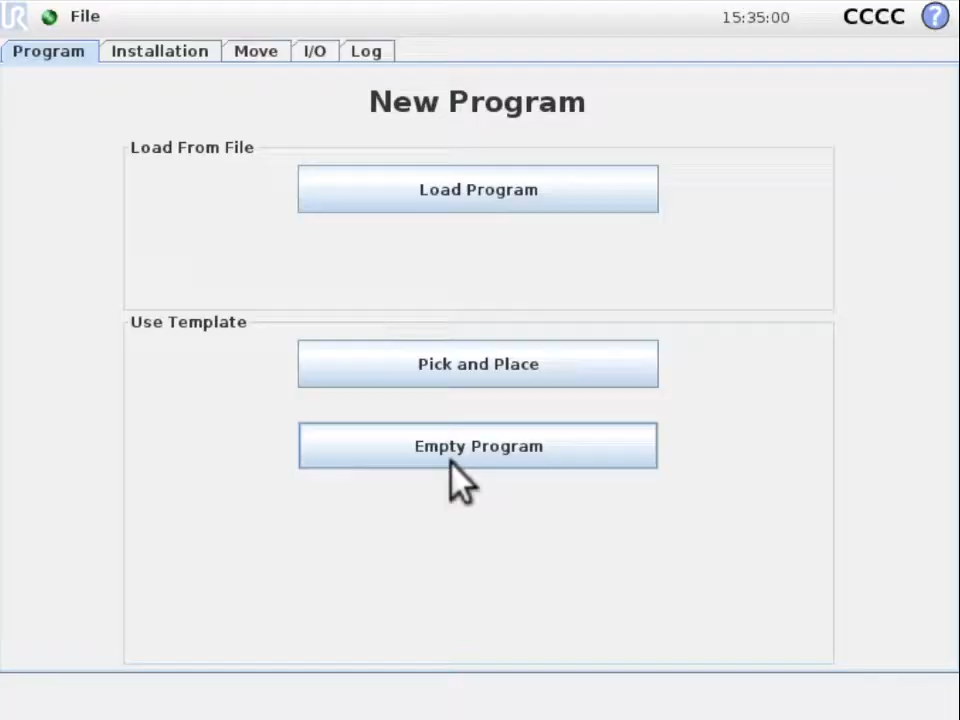 UR File 15:35:00 CCCC ?
Program Installation Move I/O Log
New Program
Load From File
Load Program
Use Template
Pick and Place
Empty Program